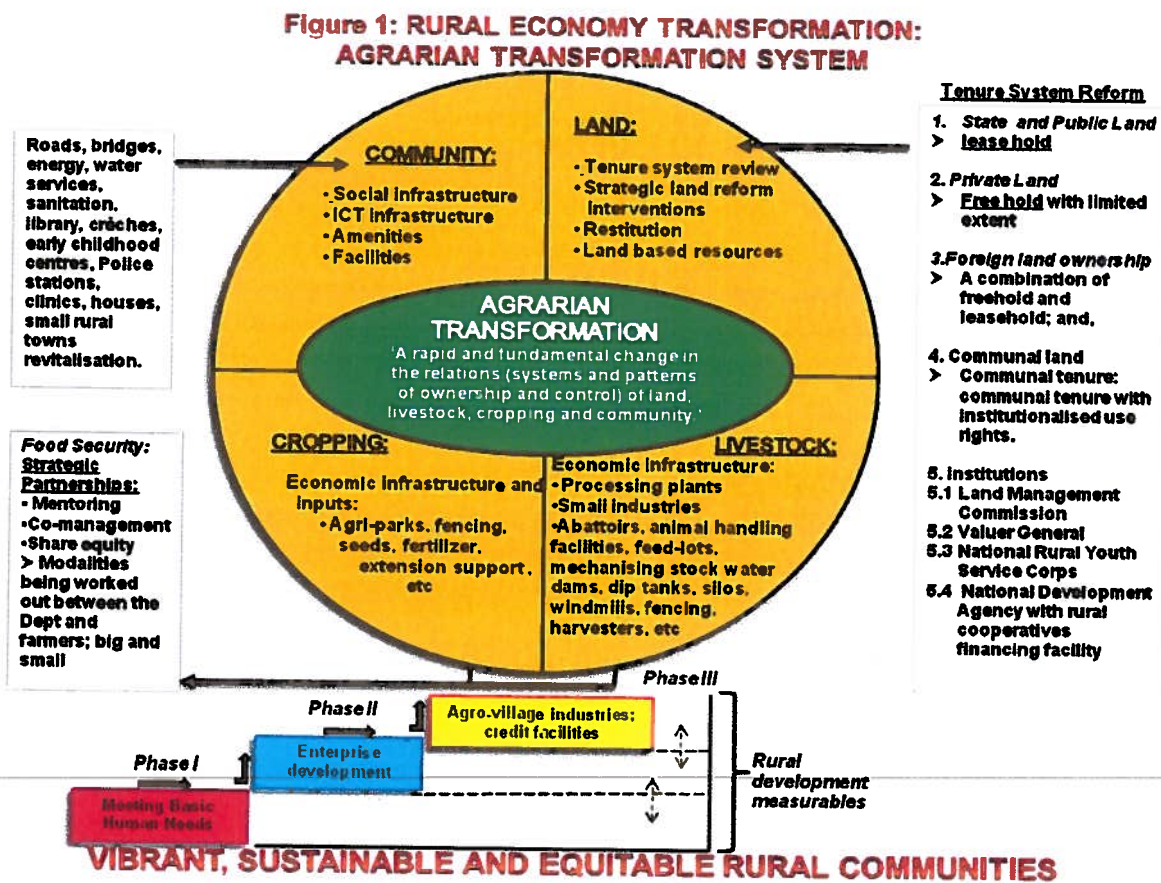 Figure 1: RURAL ECONOMY TRANSFORMATION:
AGRARIAN TRANSFORMATION SYSTEM
Roads, bridges,
energy, water
services,
sanitation,
library, crèches,
early childhood
centres, Police
stations,
clinics, houses,
small rural
towns
revitalisation.
COMMUNITY:
•Social infrastructure
•ICT infrastructure
•Amenities
•Facilities
LAND:
•Tenure system review
•Strategic land reform
interventions
•Restitution
•Land based resources
Tenure System Reform
1. State and Public Land
➢ lease hold
2. Private Land
➢ Free hold with limited
extent
3.Foreign land ownership
➢ A combination of
freehold and
leasehold; and,
4. Communal land
➢ Communal tenure:
communal tenure with
institutionalised use
rights.
5. Institutions
5.1 Land Management
Commission
5.2 Valuer General
5.3 National Rural Youth
Service Corps
5.4 National Development
Agency with rural
cooperatives
financing facility
AGRARIAN
TRANSFORMATION
'A rapid and fundamental change in
the relations (systems and patterns
of ownership and control) of land,
livestock, cropping and community.'
Food Security:
Strategic
Partnerships:
• Mentoring
•Co-management
•Share equity
➢ Modalities
being worked
out between the
Dept and
farmers; big and
small
CROPPING:
Economic infrastructure and
inputs:
•Agri-parks, fencing,
seeds, fertilizer,
extension support,
etc
LIVESTOCK:
Economic infrastructure:
•Processing plants
•Small industries
•Abattoirs, animal handling
facilities, feed-lots,
mechanising stock water
dams, dip tanks, silos,
windmills, fencing,
harvesters, etc
Phase III
Agro-village industries;
credit facilities
Phase II
Enterprise
development
Phase I
Meeting Basic
Human Needs
Rural
development
measurables
VIBRANT, SUSTAINABLE AND EQUITABLE RURAL COMMUNITIES